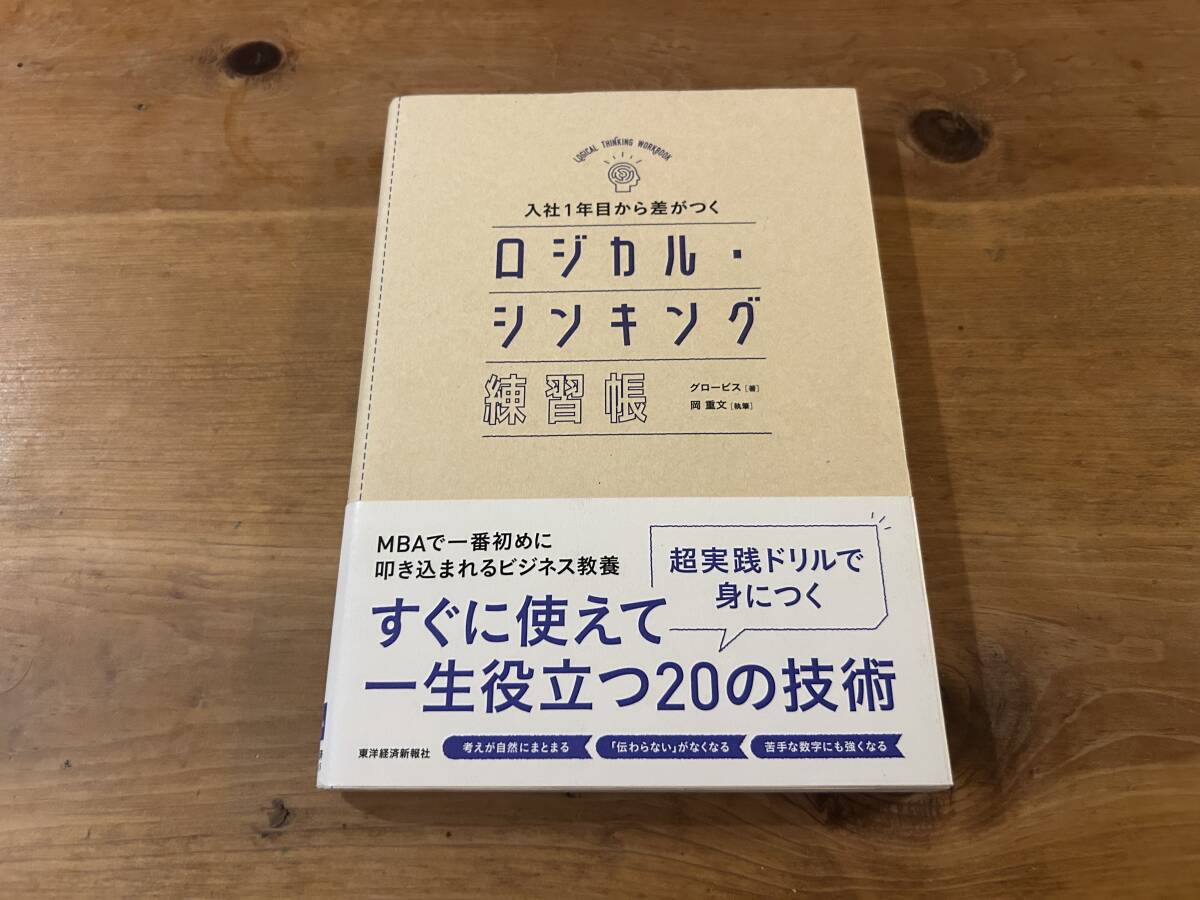 LOGICAL THINKING WORKBOOK
入社1年目から差がつく
ロジカル・
シンキング
練習帳
グロービス［著］
岡 重文［執筆］
MBAで一番初めに
叩き込まれるビジネス教養
超実践ドリルで
身につく
すぐに使えて
一生役立つ20の技術
東洋経済新報社
考えが自然にまとまる
「伝わらない」がなくなる
苦手な数字にも強くなる